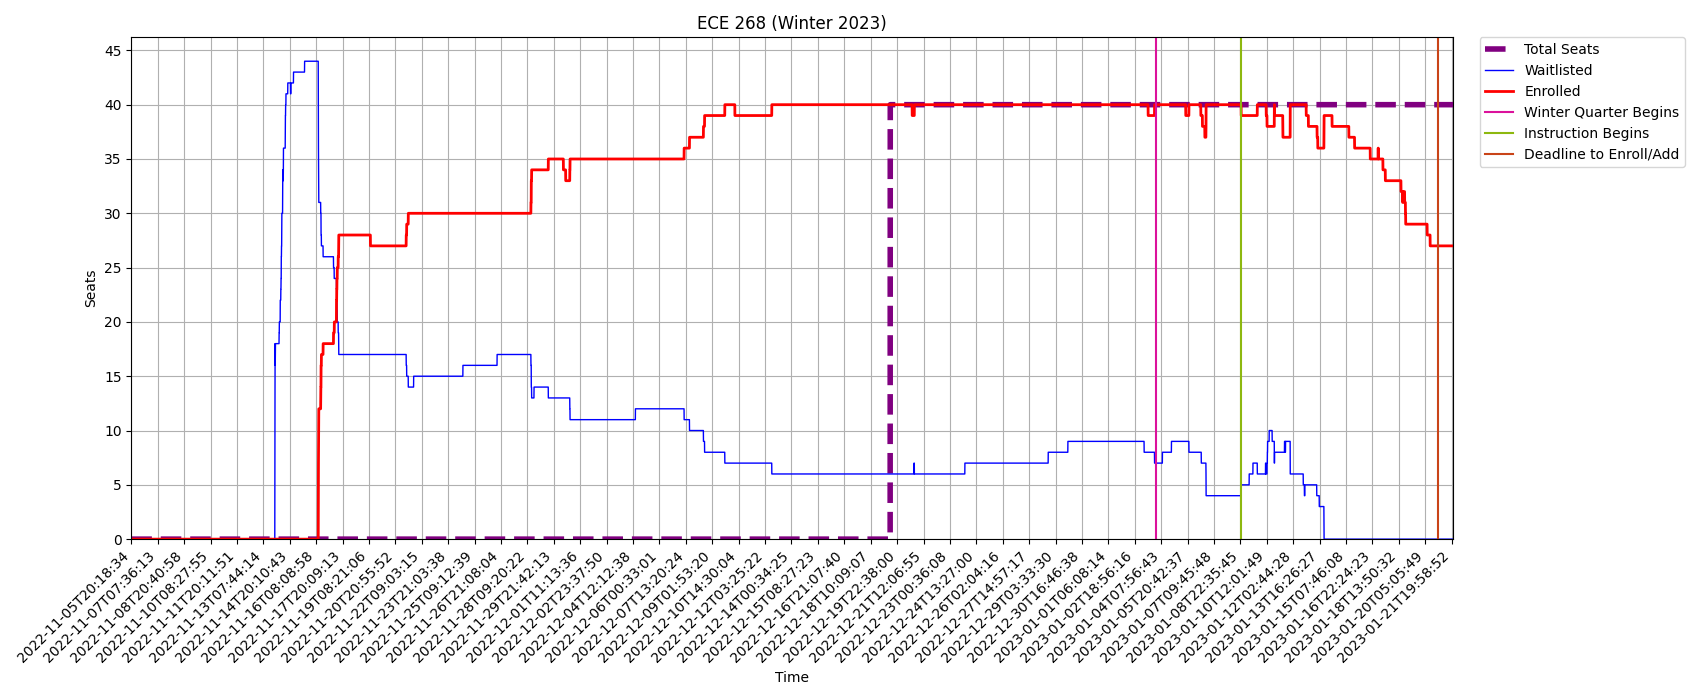 ECE 268 (Winter 2023)
Total Seats
Waitlisted
Enrolled
Winter Quarter Begins
Instruction Begins
Deadline to Enroll/Add
45
40
35
30
25
20
15
10
5
0
Seats
2022-11-05T20:18:34
2022-11-07T07:36:13
2022-11-08T20:40:58
2022-11-10T08:27:55
2022-11-11T20:11:51
2022-11-13T07:44:14
2022-11-14T20:10:43
2022-11-16T08:08:58
2022-11-17T20:09:13
2022-11-19T08:21:06
2022-11-20T20:55:52
2022-11-22T09:03:15
2022-11-23T21:03:38
2022-11-25T09:12:39
2022-11-26T21:08:04
2022-11-28T09:20:22
2022-11-29T21:42:13
2022-12-01T11:13:36
2022-12-02T23:37:50
2022-12-04T12:12:38
2022-12-06T00:33:01
2022-12-07T13:20:24
2022-12-09T01:53:20
2022-12-10T14:30:04
2022-12-12T03:25:22
2022-12-14T00:34:25
2022-12-15T08:27:23
2022-12-16T21:07:40
2022-12-18T10:09:07
2022-12-19T22:38:00
2022-12-21T12:06:55
2022-12-23T00:36:08
2022-12-24T13:27:00
2022-12-26T02:04:16
2022-12-27T14:57:17
2022-12-29T03:33:30
2022-12-30T16:46:38
2023-01-01T06:08:14
2023-01-02T18:56:16
2023-01-04T07:56:43
2023-01-05T20:42:37
2023-01-07T09:45:48
2023-01-08T22:35:45
2023-01-10T12:01:49
2023-01-12T02:44:28
2023-01-13T16:26:27
2023-01-15T07:46:08
2023-01-16T22:24:23
2023-01-18T13:50:32
2023-01-20T05:05:49
2023-01-21T19:58:52
Time